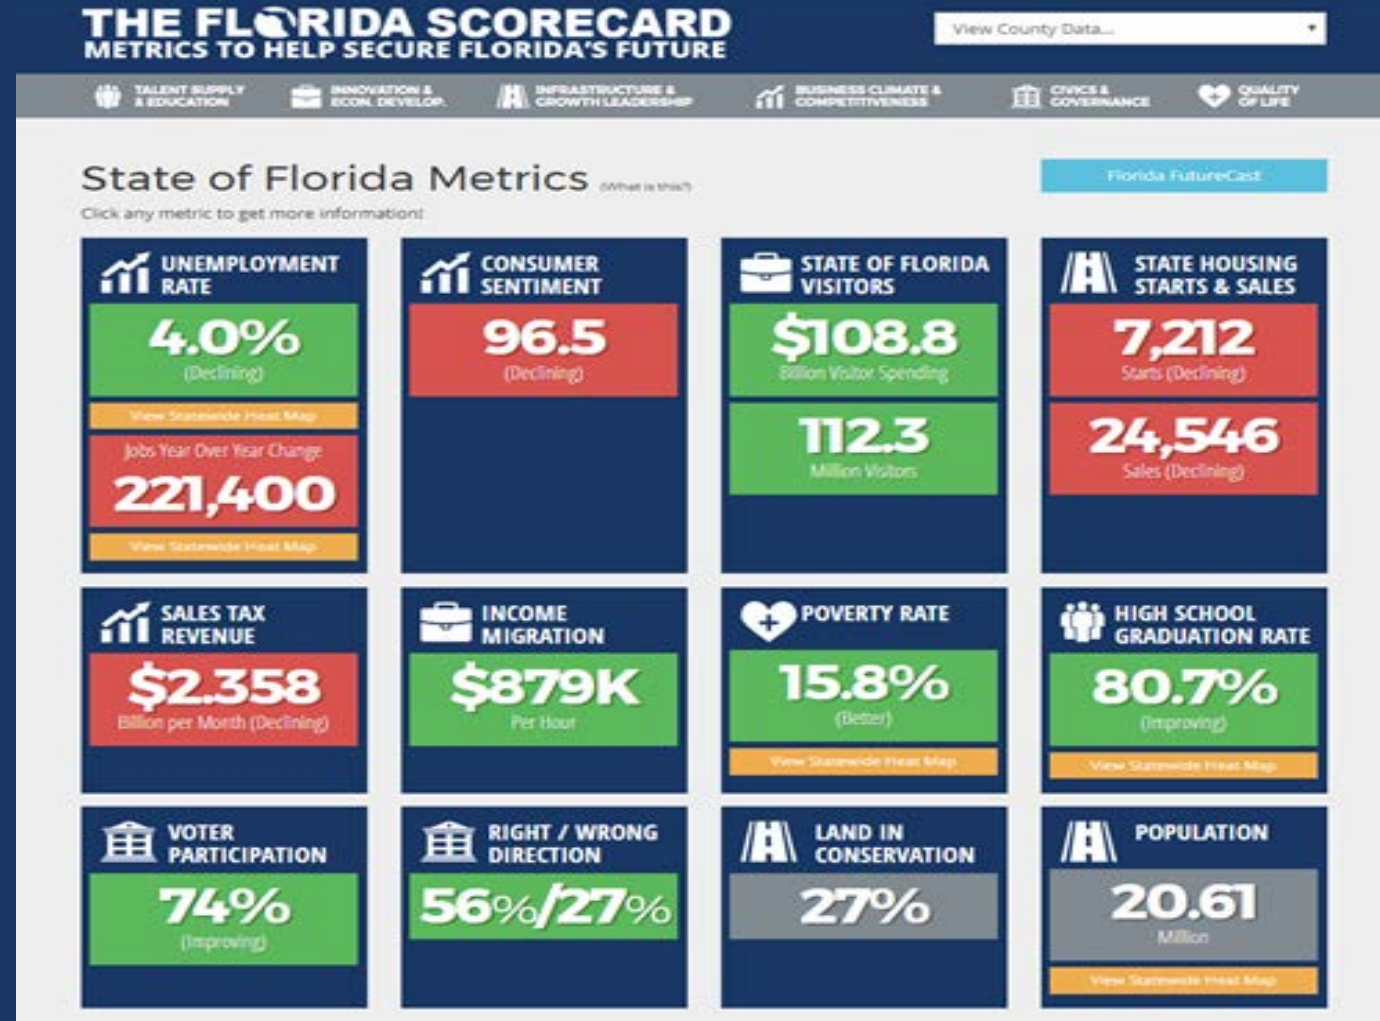 THE FLORIDA SCORECARD
METRICS TO HELP SECURE FLORIDA'S FUTURE
View County Data...
TALENT SUPPLY
& EDUCATION
INNOVATION &
ECON. DEVELOP.
INFRASTRUCTURE &
GROWTH LEADERSHIP
BUSINESS CLIMATE &
COMPETITIVENESS
CIVICS &
GOVERNANCE
QUALITY
OF LIFE
State of Florida Metrics (What is this?)
Florida FutureCast
Click any metric to get more information!
UNEMPLOYMENT
RATE
4.0%
(Declining)
View Statewide Heat Map
Jobs Year Over Year Change
221,400
View Statewide Heat Map
CONSUMER
SENTIMENT
96.5
(Declining)
STATE OF FLORIDA
VISITORS
$108.8
Billion Visitor Spending
112.3
Million Visitors
STATE HOUSING
STARTS & SALES
7,212
Starts (Declining)
24,546
Sales (Declining)
SALES TAX
REVENUE
$2.358
Billion per Month (Declining)
INCOME
MIGRATION
$879K
Per Hour
POVERTY RATE
15.8%
(Better)
View Statewide Heat Map
HIGH SCHOOL
GRADUATION RATE
80.7%
(Improving)
View Statewide Heat Map
VOTER
PARTICIPATION
74%
(Improving)
RIGHT / WRONG
DIRECTION
56%/27%
LAND IN
CONSERVATION
27%
POPULATION
20.61
Million
View Statewide Heat Map